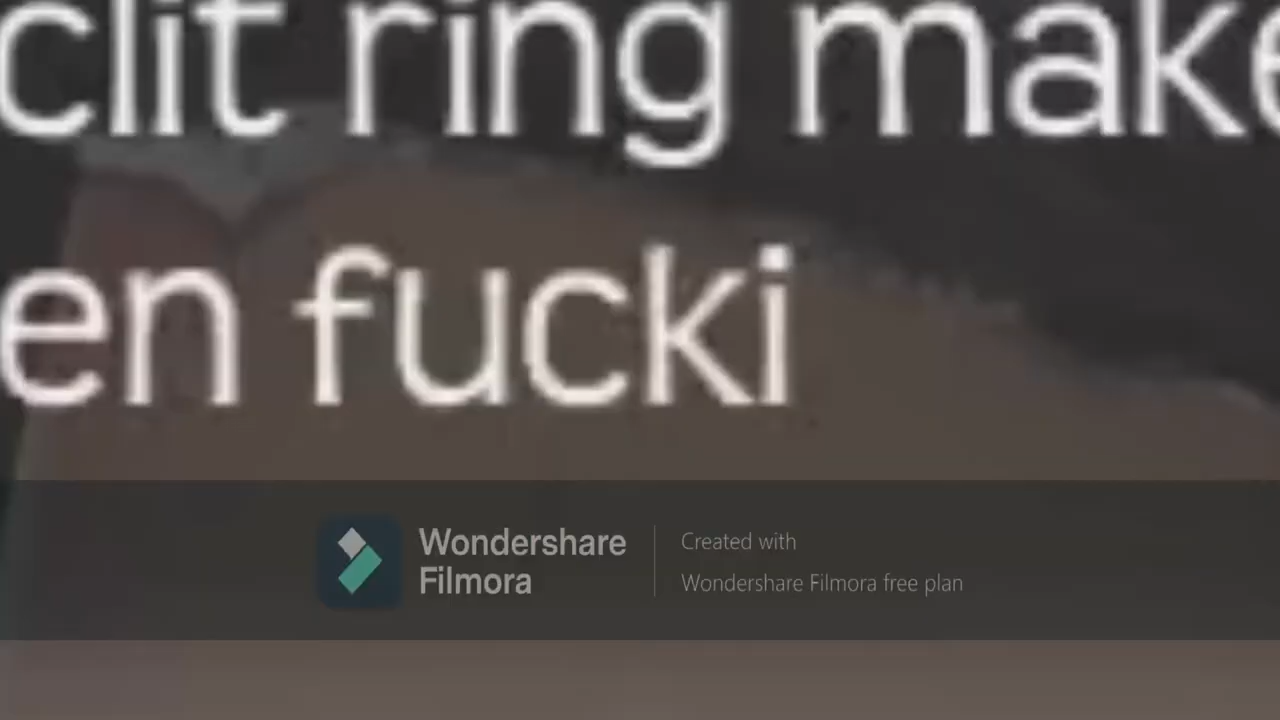 clit ring make
en fucki
Wondershare
Filmora
Created with
Wondershare Filmora free plan